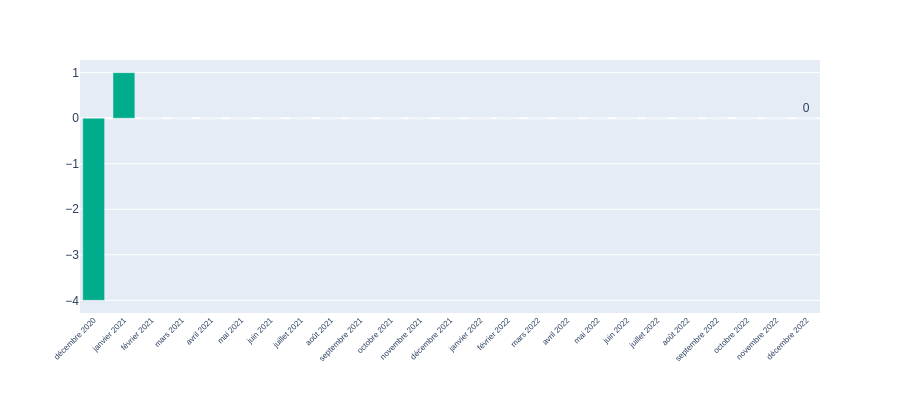 1
0
0
−1
−2
−3
−4
décembre 2020
janvier 2021
février 2021
mars 2021
avril 2021
mai 2021
juin 2021
juillet 2021
août 2021
septembre 2021
octobre 2021
novembre 2021
décembre 2021
janvier 2022
février 2022
mars 2022
avril 2022
mai 2022
juin 2022
juillet 2022
août 2022
septembre 2022
octobre 2022
novembre 2022
décembre 2022